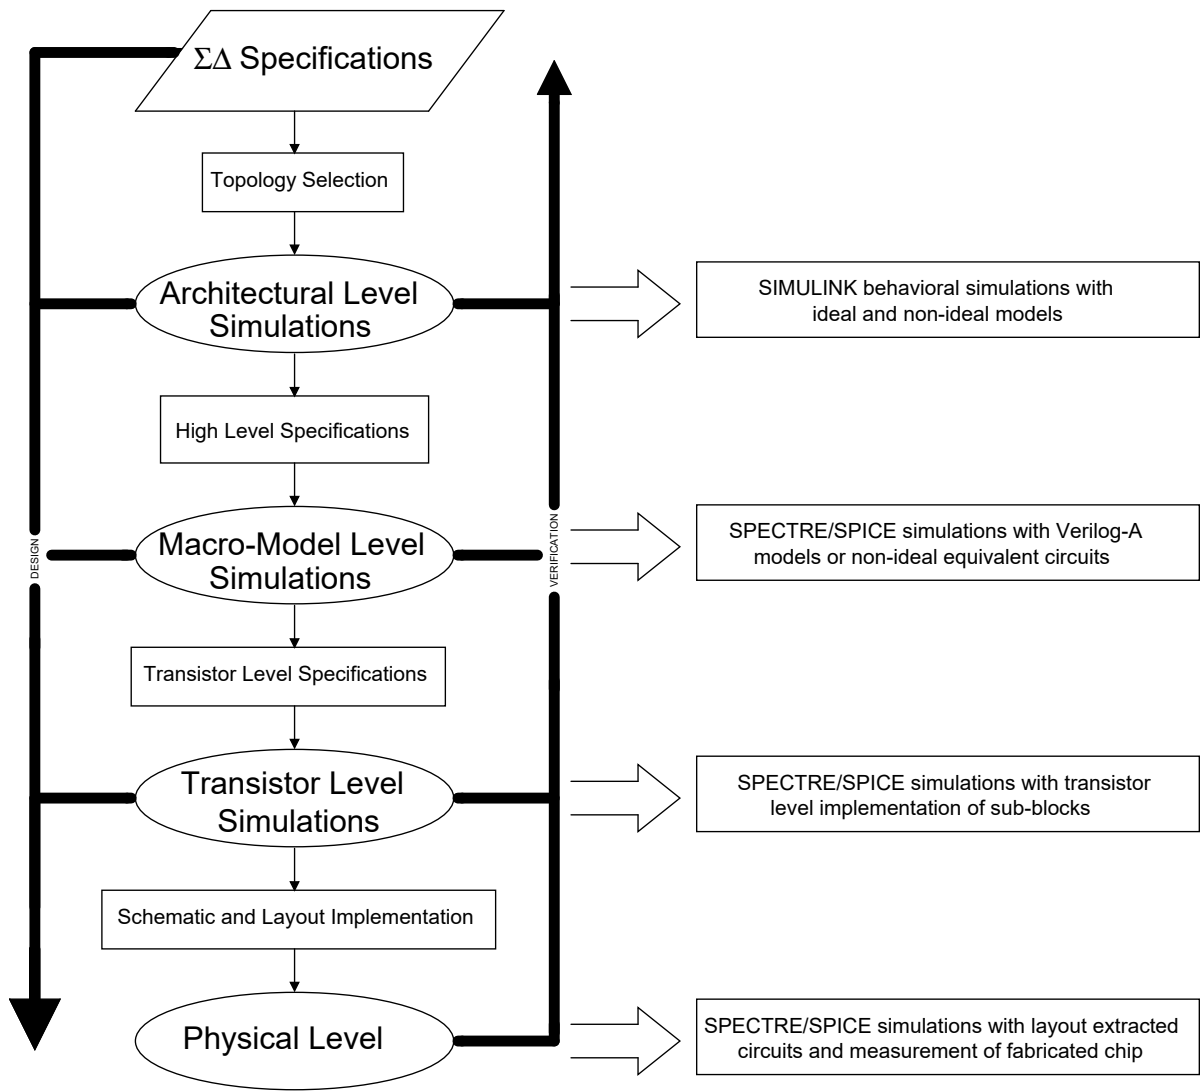 ΣΔ Specifications
Topology Selection
Architectural Level
Simulations
SIMULINK behavioral simulations with
ideal and non-ideal models
High Level Specifications
DESIGN
Macro-Model Level
Simulations
VERIFICATION
SPECTRE/SPICE simulations with Verilog-A
models or non-ideal equivalent circuits
Transistor Level Specifications
Transistor Level
Simulations
SPECTRE/SPICE simulations with transistor
level implementation of sub-blocks
Schematic and Layout Implementation
Physical Level
SPECTRE/SPICE simulations with layout extracted
circuits and measurement of fabricated chip